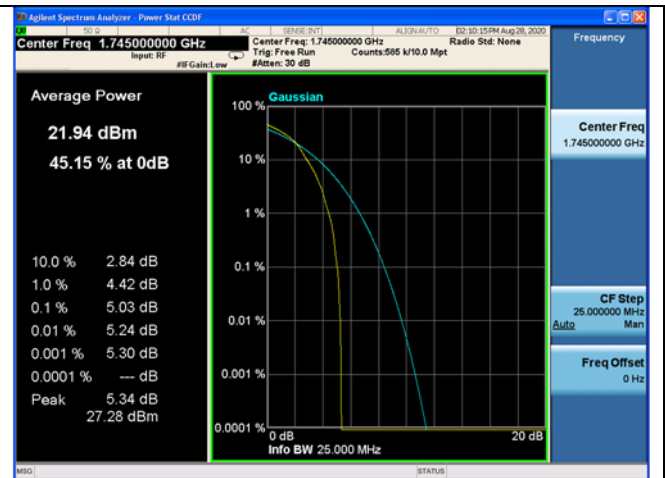 Agilent Spectrum Analyzer - Power Stat CCDF
50 Ω AC SENSE:INT ALIGN AUTO 02:10:15 PM Aug 28, 2020
Center Freq 1.745000000 GHz
Input: RF
#IFGain:Low
Center Freq: 1.745000000 GHz
Radio Std: None
Trig: Free Run
Counts:585 k/10.0 Mpt
#Atten: 30 dB
Frequency
Average Power
21.94 dBm
45.15 % at 0dB
10.0 % 2.84 dB
1.0 % 4.42 dB
0.1 % 5.03 dB
0.01 % 5.24 dB
0.001 % 5.30 dB
0.0001 % --- dB
Peak 5.34 dB
27.28 dBm
Gaussian
100 %
10 %
1 %
0.1 %
0.01 %
0.001 %
0.0001 %
0 dB
20 dB
Info BW 25.000 MHz
Center Freq
1.745000000 GHz
CF Step
25.000000 MHz
Auto Man
Freq Offset
0 Hz
MSG
STATUS